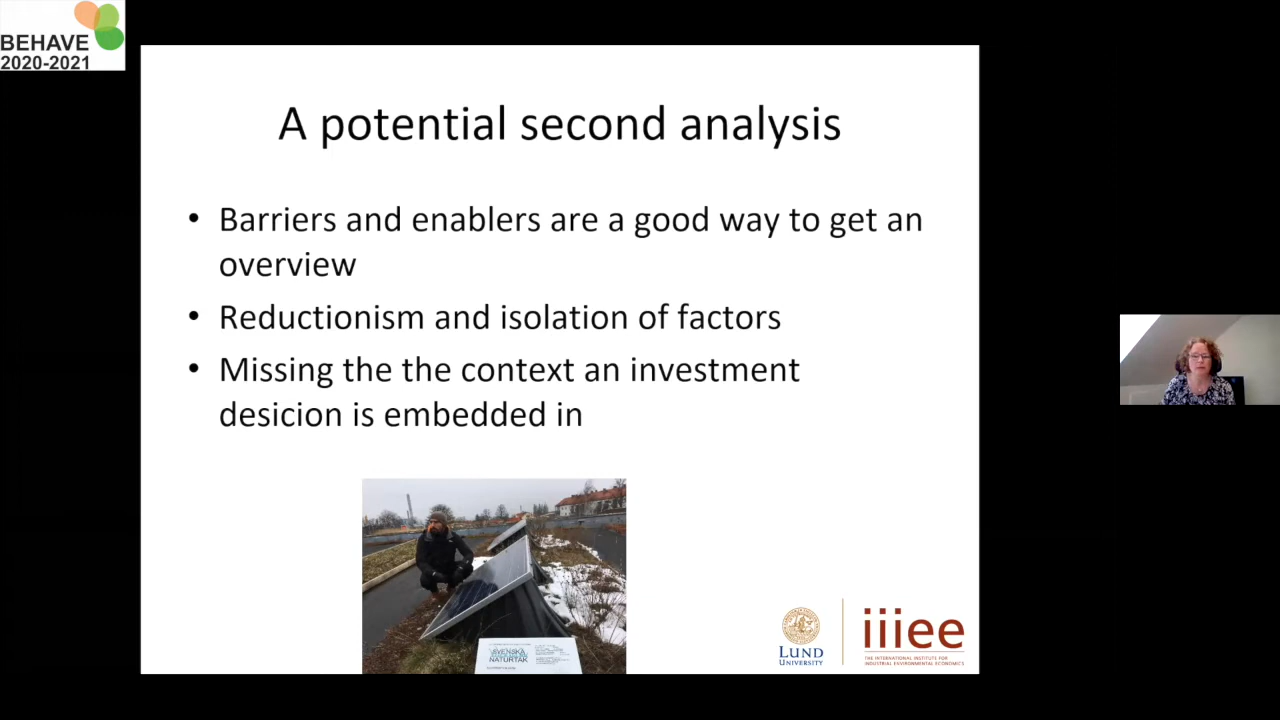 BEHAVE
2020-2021
A potential second analysis
• Barriers and enablers are a good way to get an
overview
• Reductionism and isolation of factors
• Missing the the context an investment
desicion is embedded in
SVENSKA
NATURTAK
LUND
UNIVERSITY
iiiee
THE INTERNATIONAL INSTITUTE FOR
INDUSTRIAL ENVIRONMENTAL ECONOMICS